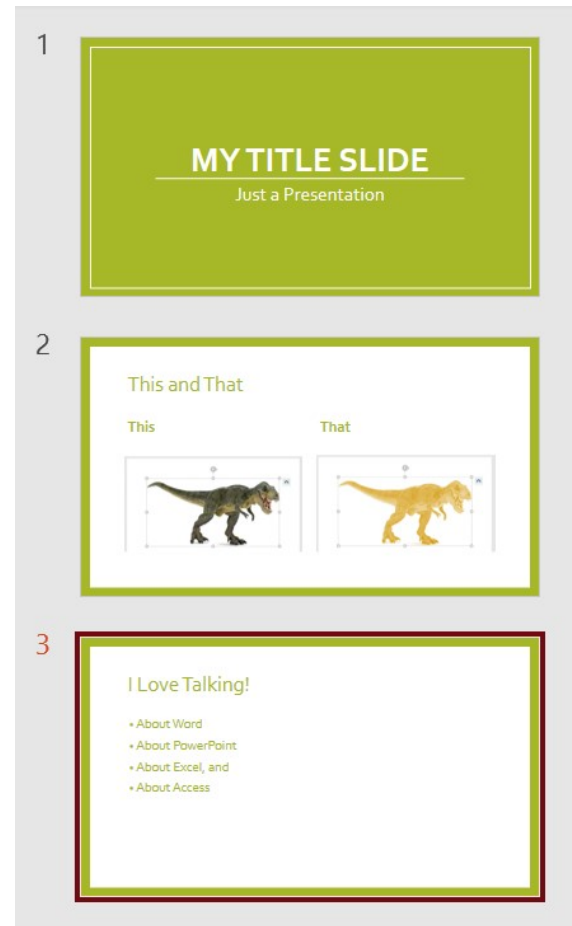 1
MY TITLE SLIDE
Just a Presentation
2
This and That
This That
3
I Love Talking!
• About Word
• About PowerPoint
• About Excel, and
• About Access